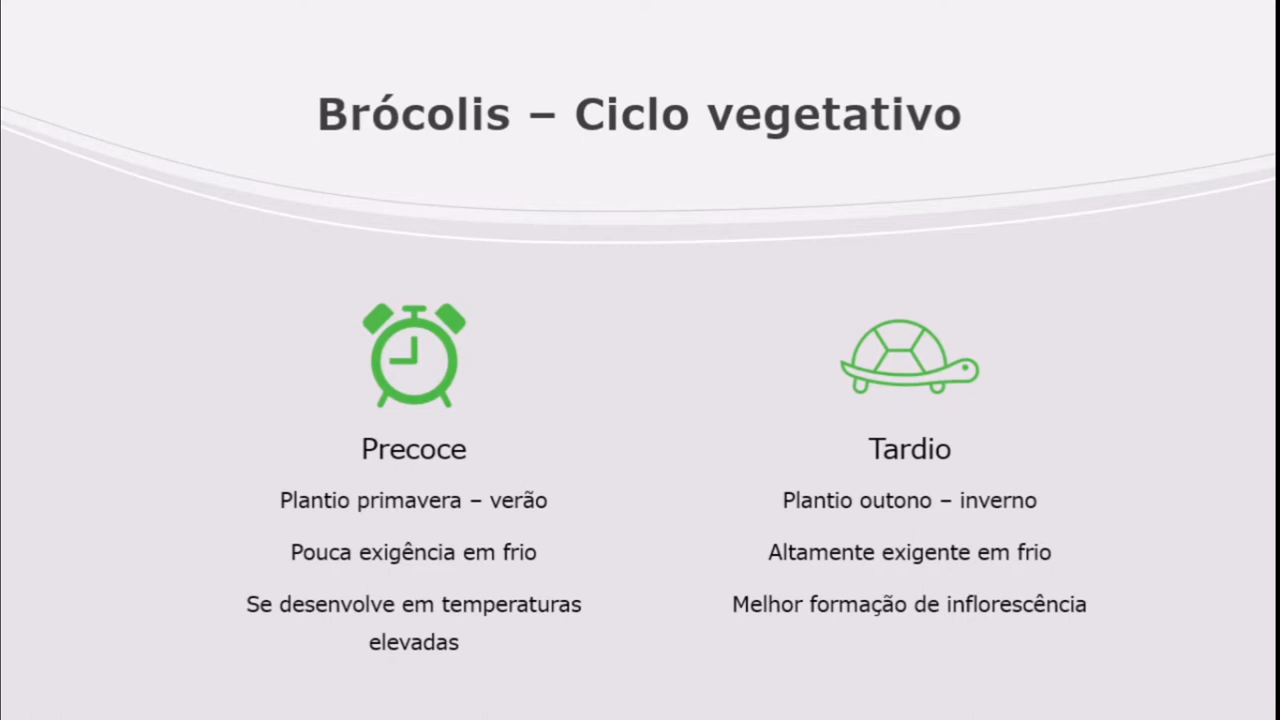 Brócolis – Ciclo vegetativo
Precoce
Plantio primavera – verão
Pouca exigência em frio
Se desenvolve em temperaturas
elevadas
Tardio
Plantio outono – inverno
Altamente exigente em frio
Melhor formação de inflorescência